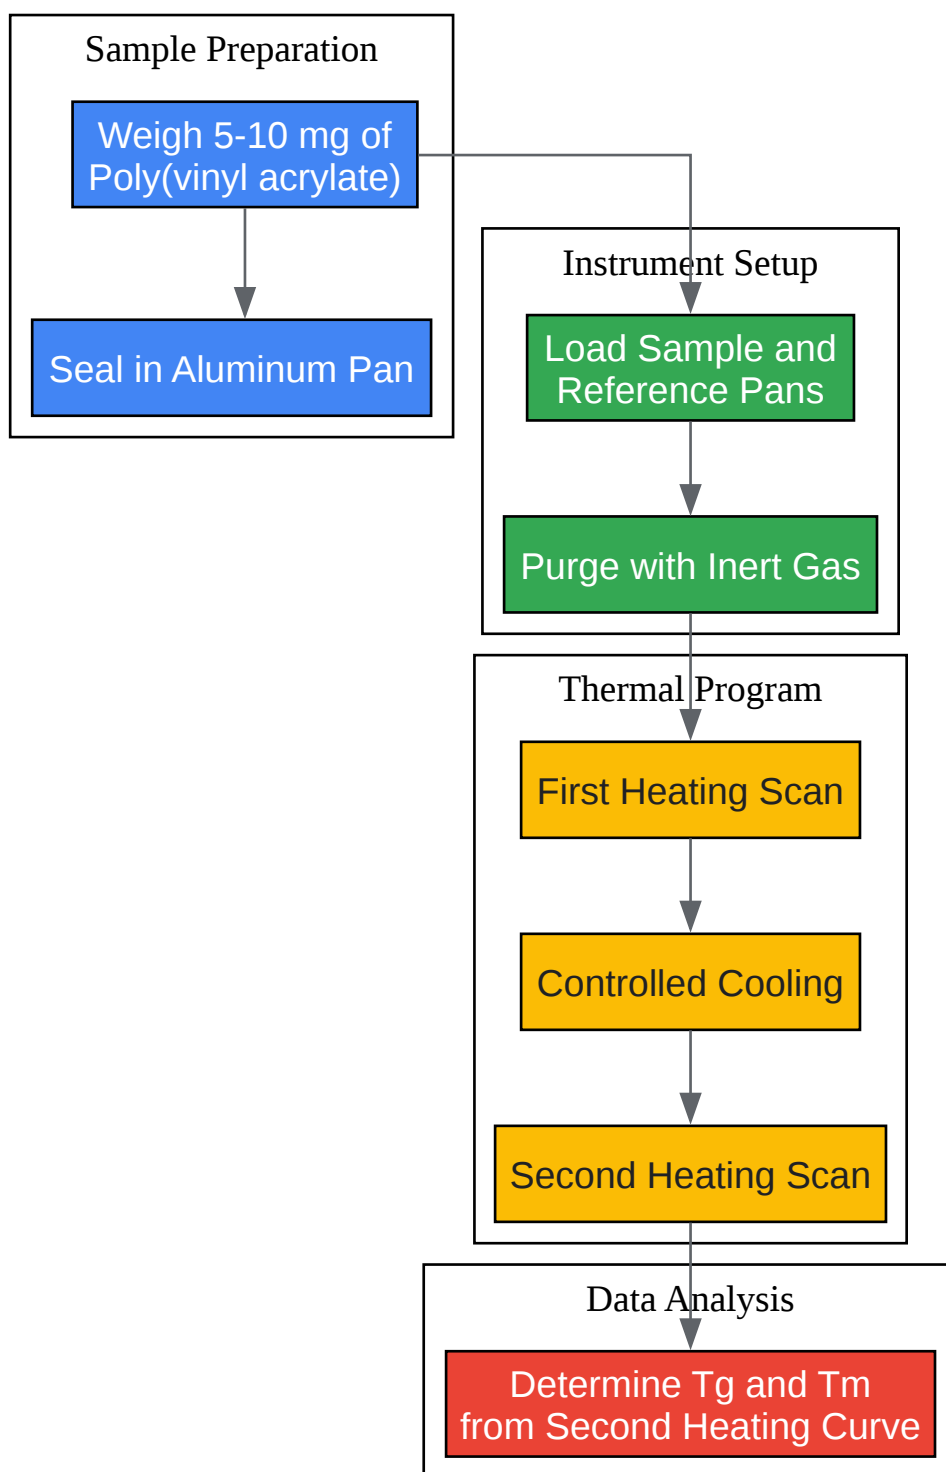 Sample Preparation
Weigh 5-10 mg of
Poly(vinyl acrylate)
Seal in Aluminum Pan
Instrument Setup
Load Sample and
Reference Pans
Purge with Inert Gas
Thermal Program
First Heating Scan
Controlled Cooling
Second Heating Scan
Data Analysis
Determine Tg and Tm
from Second Heating Curve